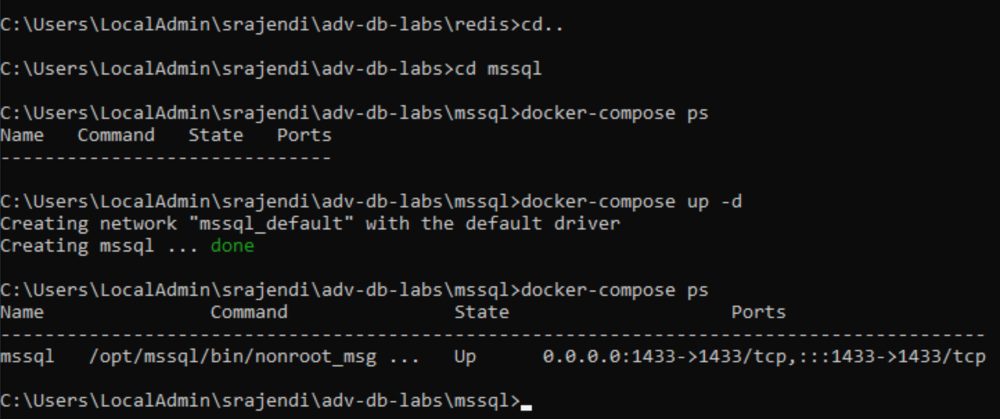 C:\Users\LocalAdmin\srajendi\adv-db-labs\redis>cd..
C:\Users\LocalAdmin\srajendi\adv-db-labs>cd mssql
C:\Users\LocalAdmin\srajendi\adv-db-labs\mssql>docker-compose ps
Name   Command   State   Ports
------------------------------
C:\Users\LocalAdmin\srajendi\adv-db-labs\mssql>docker-compose up -d
Creating network "mssql_default" with the default driver
Creating mssql ... done
C:\Users\LocalAdmin\srajendi\adv-db-labs\mssql>docker-compose ps
Name               Command               State                    Ports
-----------------------------------------------------------------------------------------
mssql   /opt/mssql/bin/nonroot_msg ...   Up      0.0.0.0:1433->1433/tcp,:::1433->1433/tcp
C:\Users\LocalAdmin\srajendi\adv-db-labs\mssql>